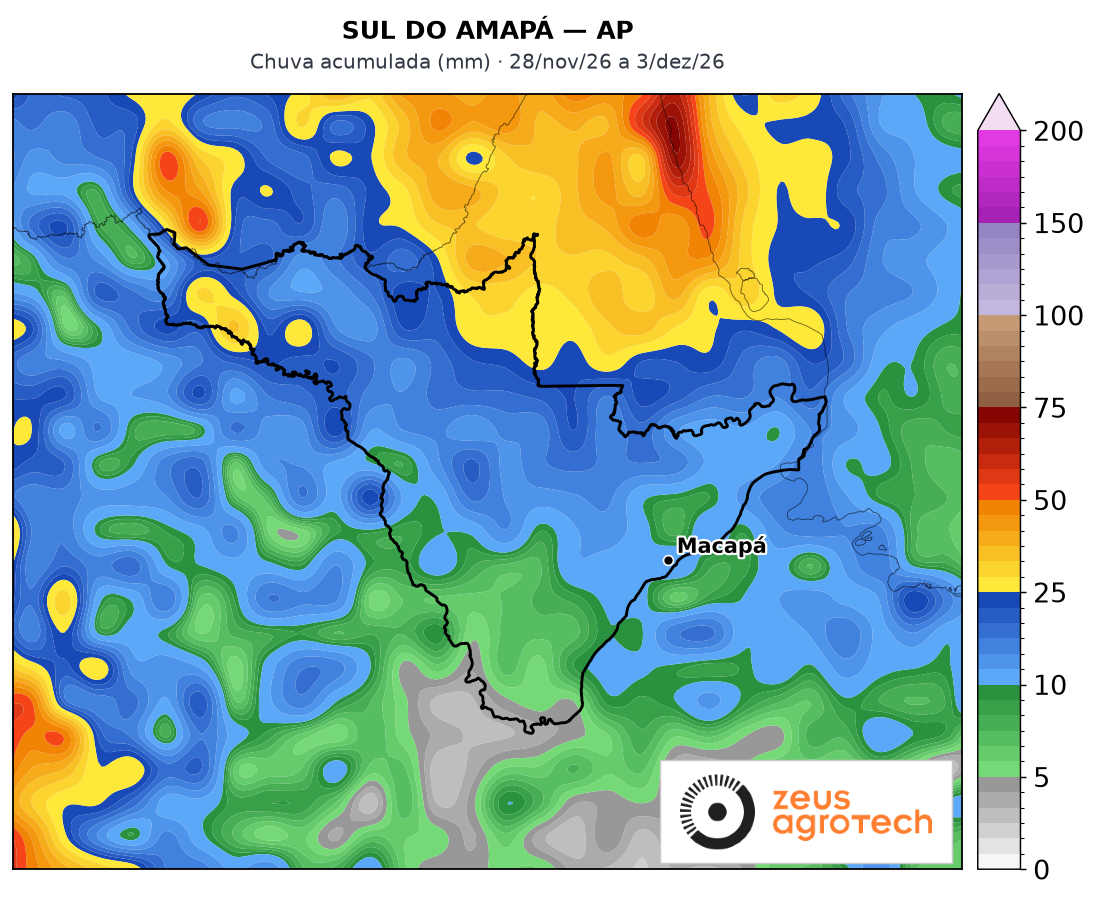 SUL DO AMAPÁ — AP
Chuva acumulada (mm) · 28/nov/26 a 3/dez/26
200
150
100
75
50
25
10
5
0
Macapá
zeus
agrotech